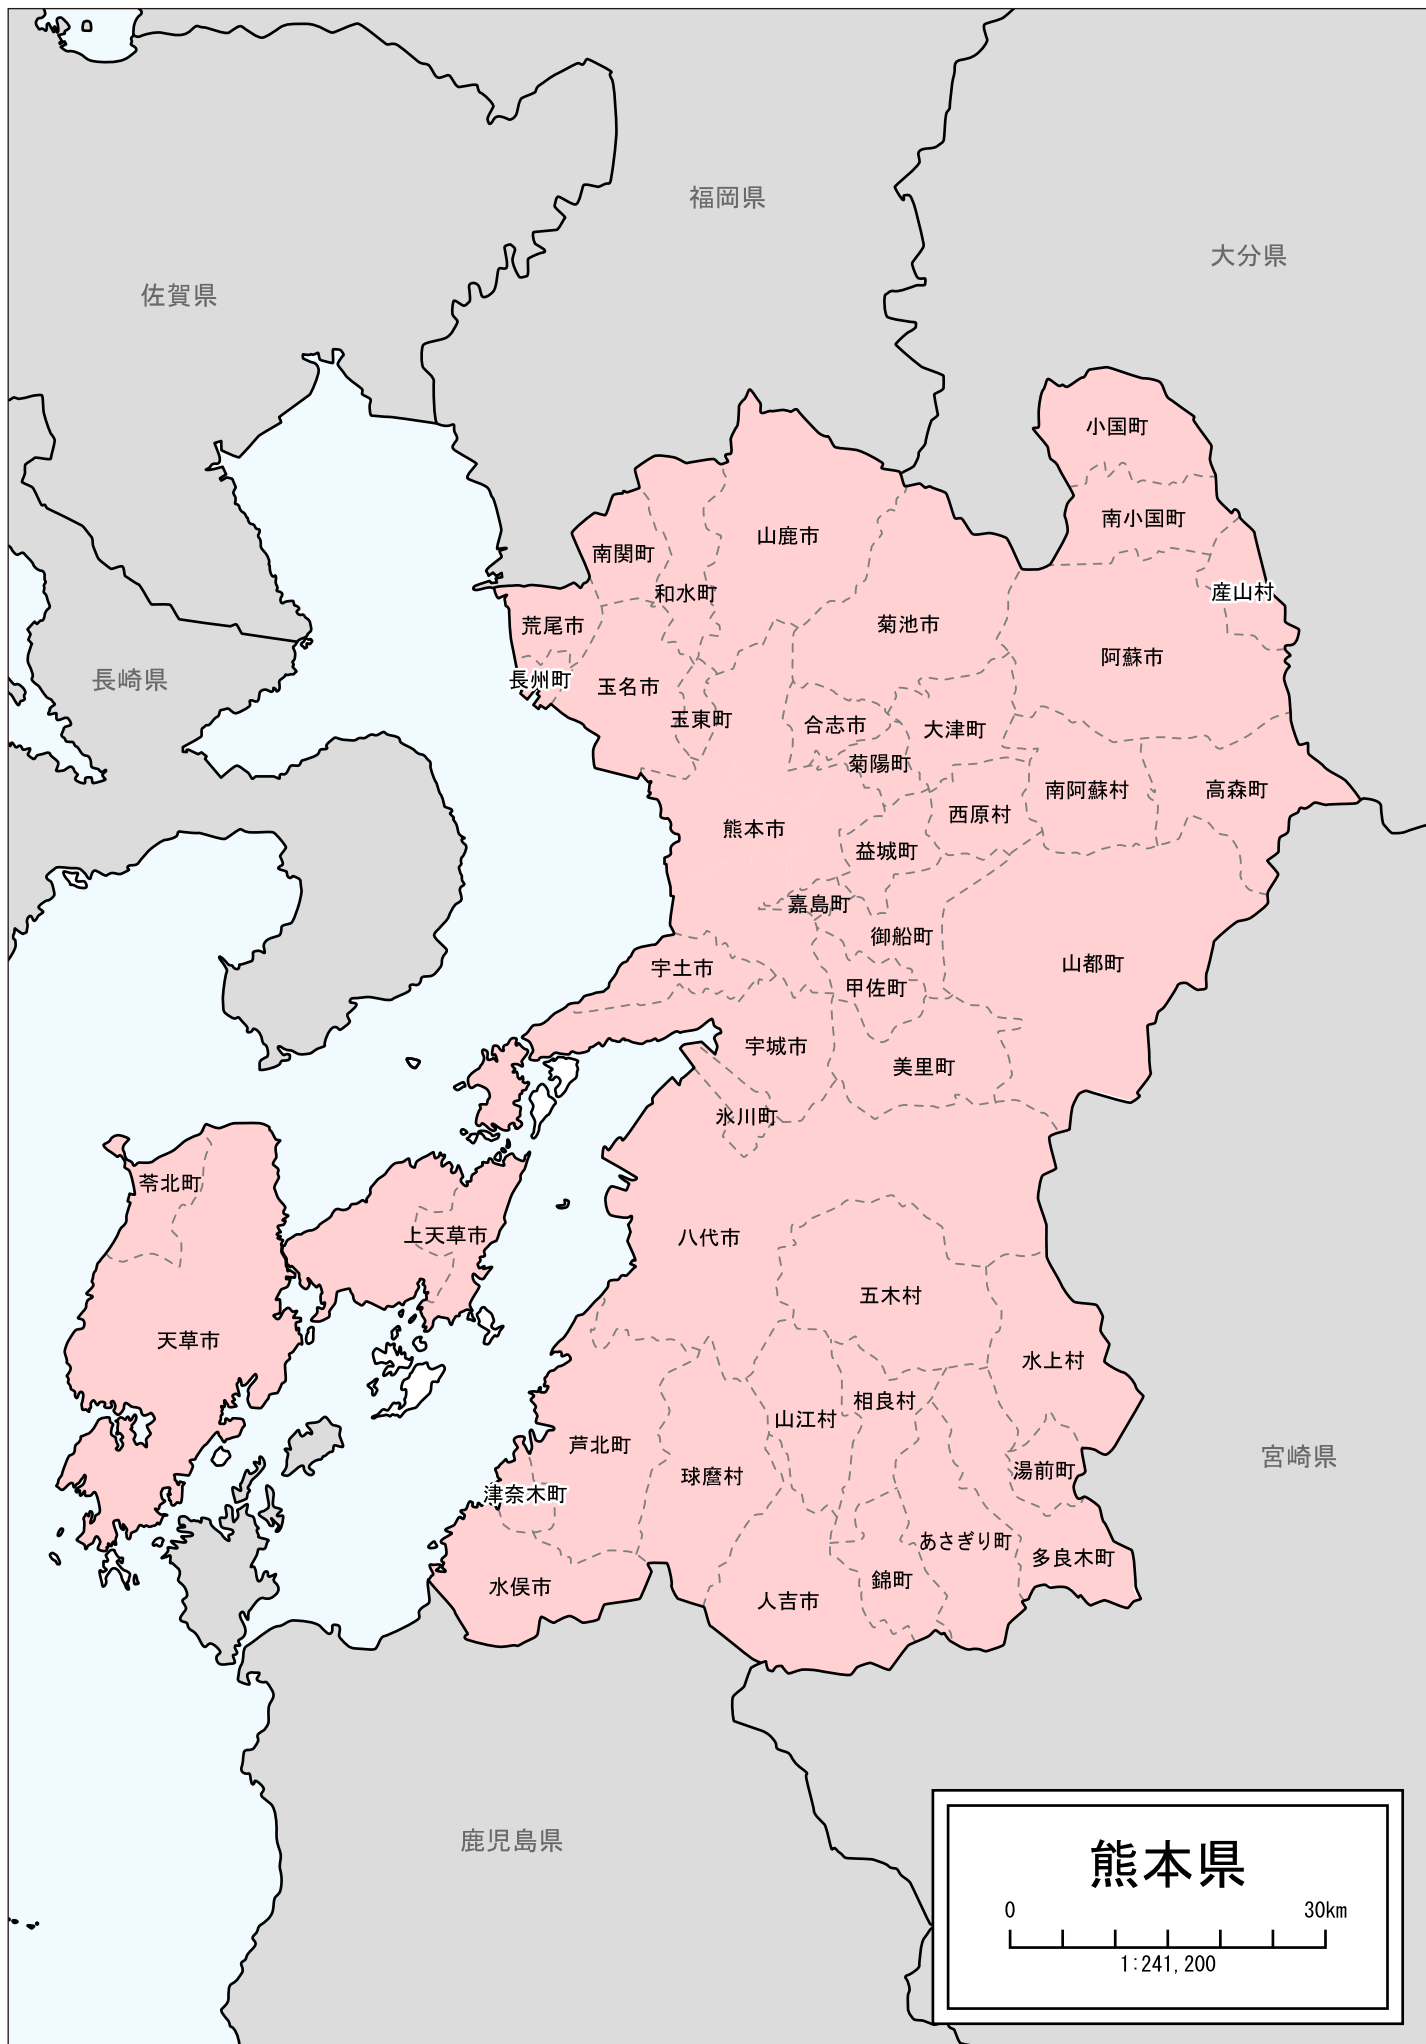 福岡県
大分県
佐賀県
小国町
南小国町
山鹿市
南関町
産山村
和水町
荒尾市
菊池市
阿蘇市
長崎県
長州町
玉名市
玉東町
合志市
大津町
菊陽町
南阿蘇村
高森町
西原村
熊本市
益城町
嘉島町
御船町
山都町
宇土市
甲佐町
宇城市
美里町
氷川町
苓北町
上天草市
八代市
五木村
天草市
水上村
相良村
山江村
芦北町
湯前町
宮崎県
球磨村
津奈木町
あさぎり町
多良木町
錦町
水俣市
人吉市
鹿児島県
熊本県
0 30km
1:241,200